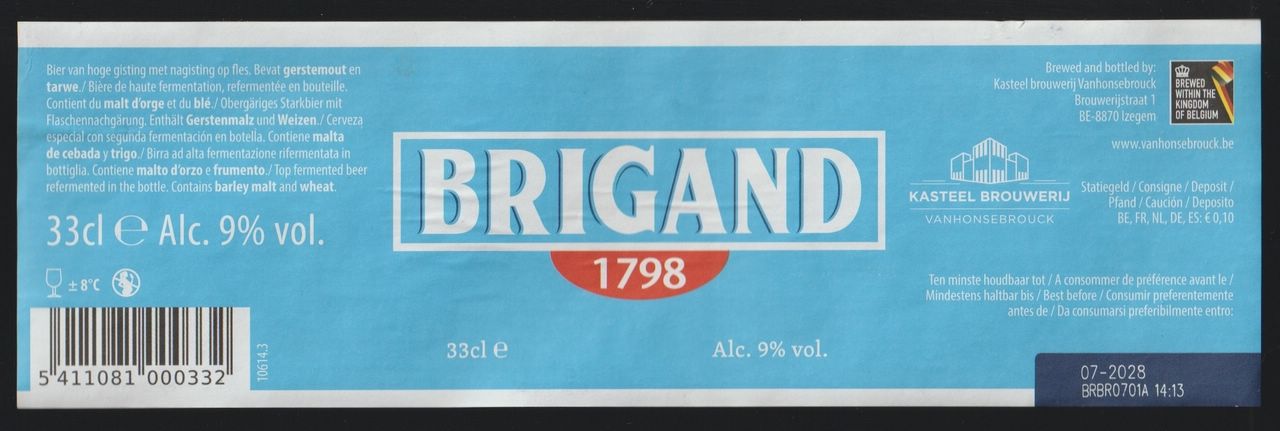 Bier van hoge gisting met nagisting op fles. Bevat gerstemout en
tarwe./ Bière de haute fermentation, refermentée en bouteille.
Contient du malt d'orge et du blé./ Obergäriges Starkbier mit
Flaschennachgärung. Enthält Gerstenmalz und Weizen./ Cerveza
especial con segunda fermentación en botella. Contiene malta
de cebada y trigo./ Birra ad alta fermentazione rifermentata in
bottiglia. Contiene malto d'orzo e frumento./ Top fermented beer
refermented in the bottle. Contains barley malt and wheat.
33cl ℮ Alc. 9% vol.
± 8°C
5 411081 000332
10614.3
BRIGAND
1798
33cl ℮ Alc. 9% vol.
Brewed and bottled by:
Kasteel brouwerij Vanhonsebrouck
Brouwerijstraat 1
BE-8870 Izegem
BREWED
WITHIN THE
KINGDOM
OF BELGIUM
www.vanhonsebrouck.be
KASTEEL BROUWERIJ
VANHONSEBROUCK
Statiegeld / Consigne / Deposit /
Pfand / Caución / Deposito
BE, FR, NL, DE, ES: € 0,10
Ten minste houdbaar tot / A consommer de préférence avant le /
Mindestens haltbar bis / Best before / Consumir preferentemente
antes de / Da consumarsi preferibilmente entro:
07-2028
BRBR0701A 14:13